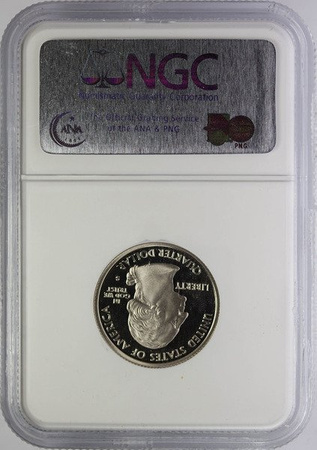 NGC
Numismatic Guaranty Corporation
Official Grading Service
of the ANA & PNG
ANA
PNG
UNITED STATES OF AMERICA
LIBERTY
IN
GOD WE
TRUST
S
QUARTER DOLLAR